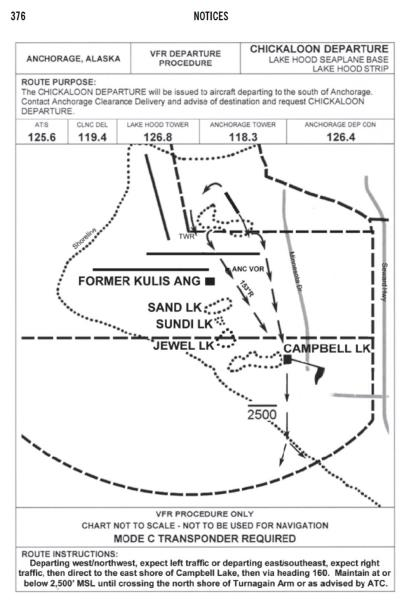 376
NOTICES
ANCHORAGE, ALASKA
VFR DEPARTURE
PROCEDURE
CHICKALOON DEPARTURE
LAKE HOOD SEAPLANE BASE
LAKE HOOD STRIP
ROUTE PURPOSE:
The CHICKALOON DEPARTURE will be issued to aircraft departing to the south of Anchorage.
Contact Anchorage Clearance Delivery and advise of destination and request CHICKALOON
DEPARTURE.
ATIS
125.6
CLNC DEL
119.4
LAKE HOOD TOWER
126.8
ANCHORAGE TOWER
118.3
ANCHORAGE DEP CON
126.4
Shoreline
TWR
Minnesota Dr.
Seward Hwy
ANC VOR
FORMER KULIS ANG
153°R
SAND LK
SUNDI LK
JEWEL LK
CAMPBELL LK
2500
VFR PROCEDURE ONLY
CHART NOT TO SCALE - NOT TO BE USED FOR NAVIGATION
MODE C TRANSPONDER REQUIRED
ROUTE INSTRUCTIONS:
Departing west/northwest, expect left traffic or departing east/southeast, expect right
traffic, then direct to the east shore of Campbell Lake, then via heading 160. Maintain at or
below 2,500' MSL until crossing the north shore of Turnagain Arm or as advised by ATC.